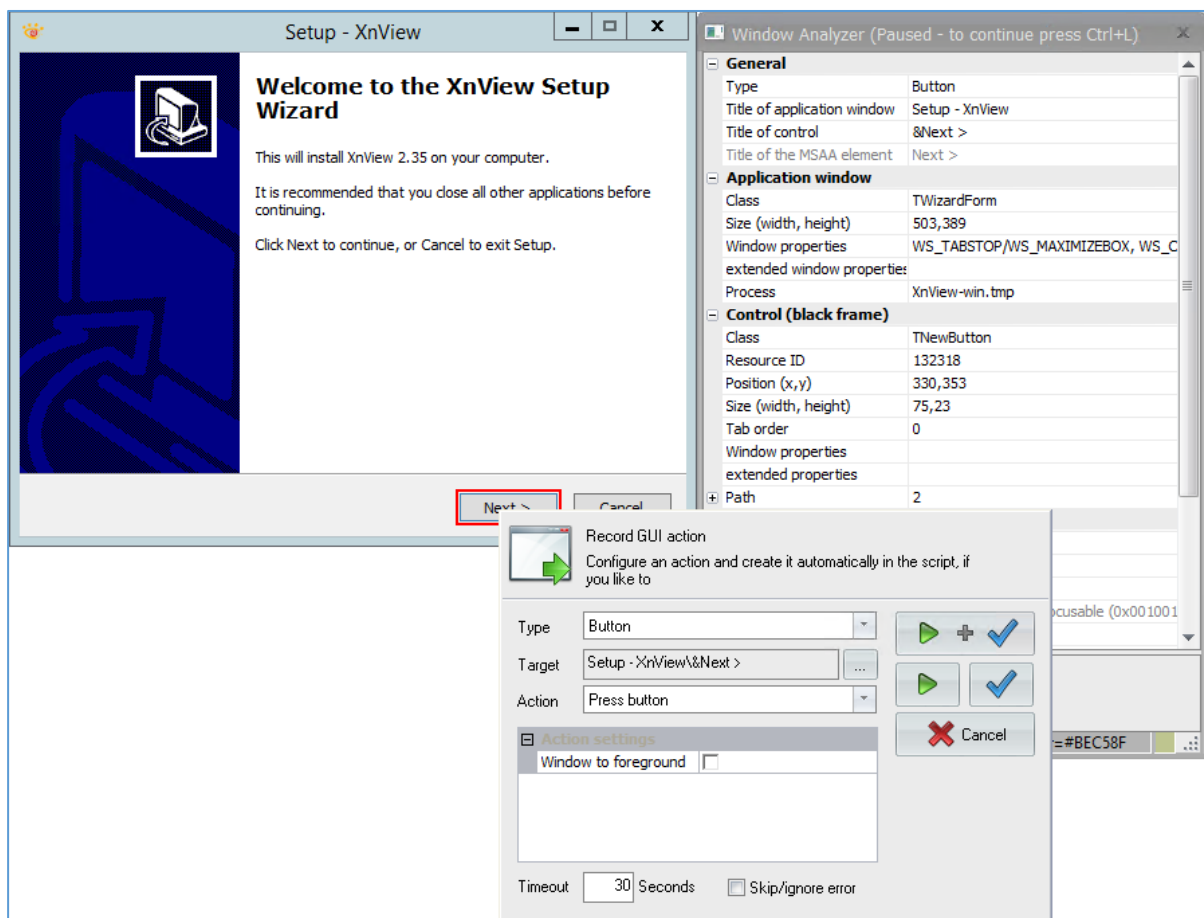 Setup - XnView
Welcome to the XnView Setup
Wizard
This will install XnView 2.35 on your computer.
It is recommended that you close all other applications before
continuing.
Click Next to continue, or Cancel to exit Setup.
Next >
Cancel
Window Analyzer (Paused - to continue press Ctrl+L)
General
Type Button
Title of application window Setup - XnView
Title of control &Next >
Title of the MSAA element Next >
Application window
Class TWizardForm
Size (width, height) 503,389
Window properties WS_TABSTOP/WS_MAXIMIZEBOX, WS_C
extended window properties
Process XnView-win.tmp
Control (black frame)
Class TNewButton
Resource ID 132318
Position (x,y) 330,353
Size (width, height) 75,23
Tab order 0
Window properties
extended properties
Path 2
ocusable (0x001001
=#BEC58F
Record GUI action
Configure an action and create it automatically in the script, if
you like to
Type Button
Target Setup - XnView\&Next > ...
Action Press button
Cancel
Action settings
Window to foreground
Timeout 30 Seconds Skip/ignore error